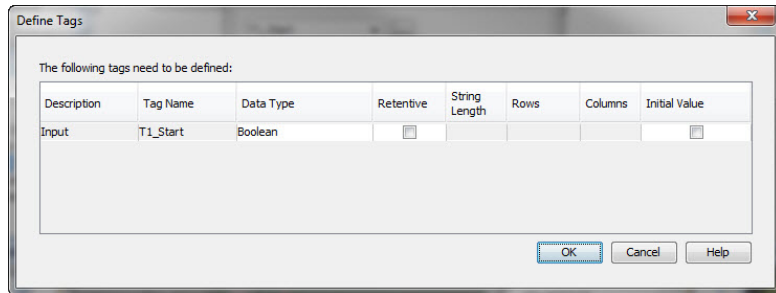 Define Tags
The following tags need to be defined:
Description Tag Name Data Type Retentive String Length Rows Columns Initial Value
Input T1_Start Boolean
OK Cancel Help